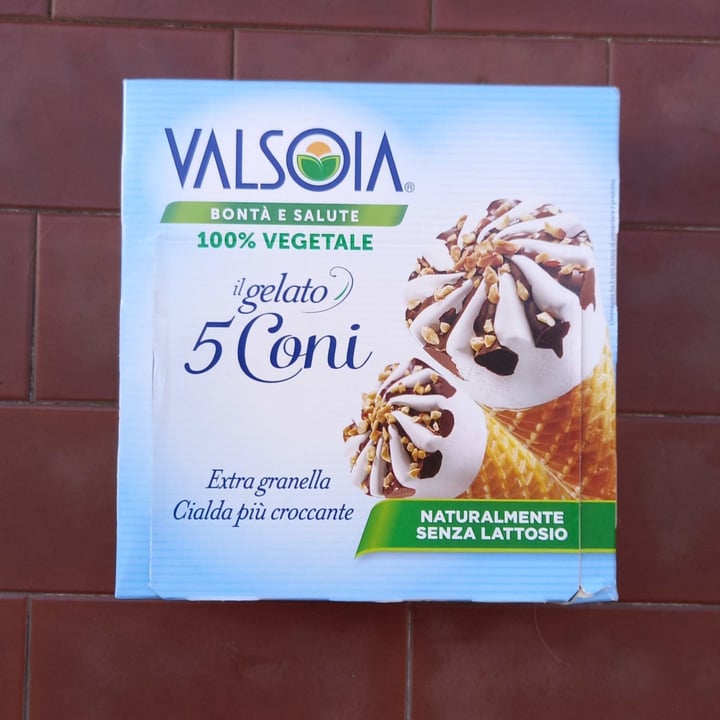 VALSOIA®
BONTÀ E SALUTE
100% VEGETALE
il gelato
5 Coni
Extra granella
Cialda più croccante
NATURALMENTE
SENZA LATTOSIO